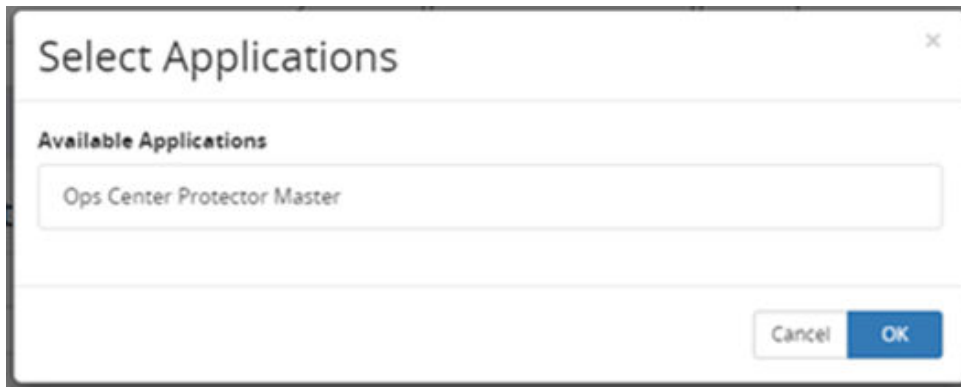 Select Applications
×
Available Applications
Ops Center Protector Master
Cancel
OK